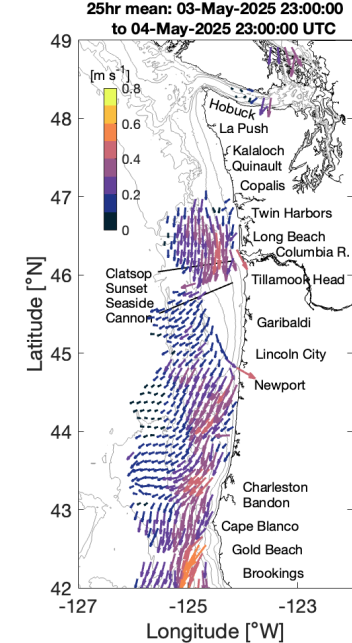 25hr mean: 03-May-2025 23:00:00
to 04-May-2025 23:00:00 UTC
49
[m s⁻¹]
0.8
0.6
0.4
0.2
0
48
47
46
45
44
43
42
Hobuck
La Push
Kalaloch
Quinault
Copalis
Twin Harbors
Long Beach
Columbia R.
Clatsop
Tillamook Head
Sunset
Seaside
Cannon
Garibaldi
Lincoln City
Newport
Charleston
Bandon
Cape Blanco
Gold Beach
Brookings
Latitude [°N]
-127
-125
-123
Longitude [°W]